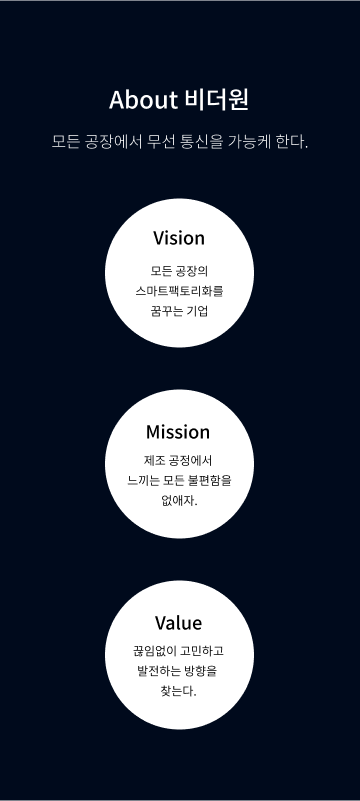 About 비더원
모든 공장에서 무선 통신을 가능케 한다.
Vision
모든 공장의
스마트팩토리화를
꿈꾸는 기업
Mission
제조 공정에서
느끼는 모든 불편함을
없애자.
Value
끊임없이 고민하고
발전하는 방향을
찾는다.